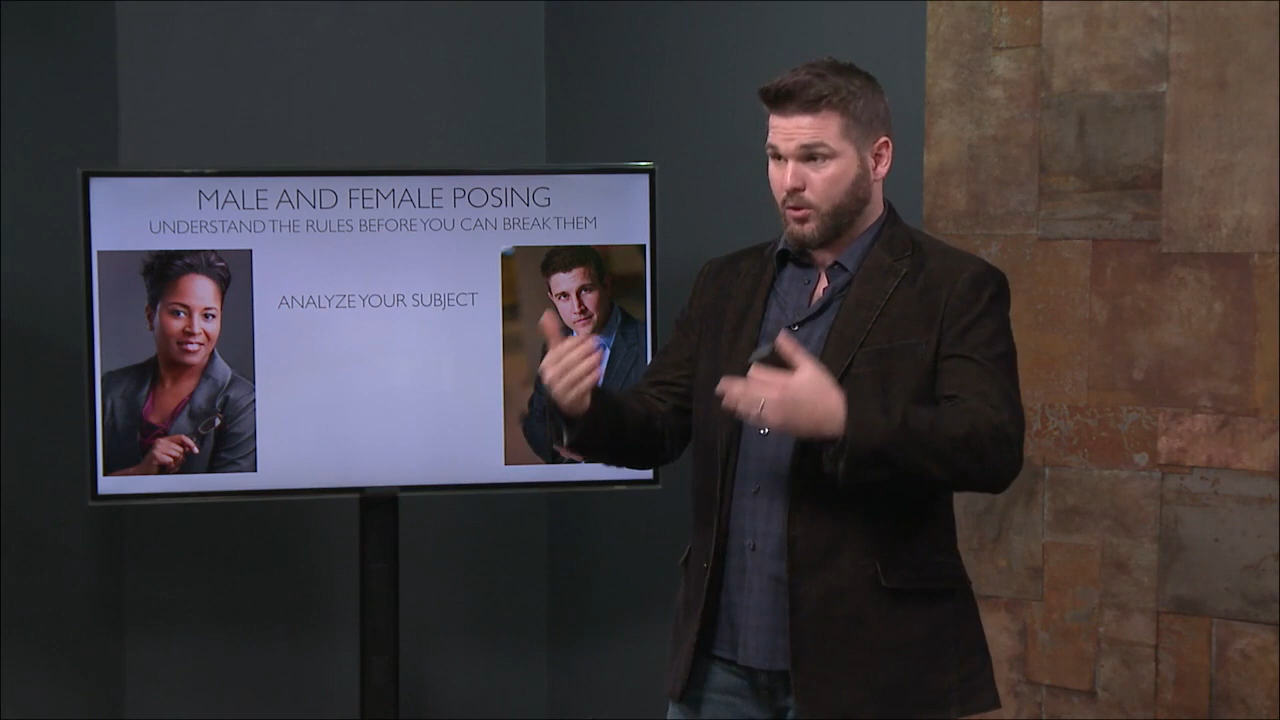 MALE AND FEMALE POSING
UNDERSTAND THE RULES BEFORE YOU CAN BREAK THEM
ANALYZE YOUR SUBJECT